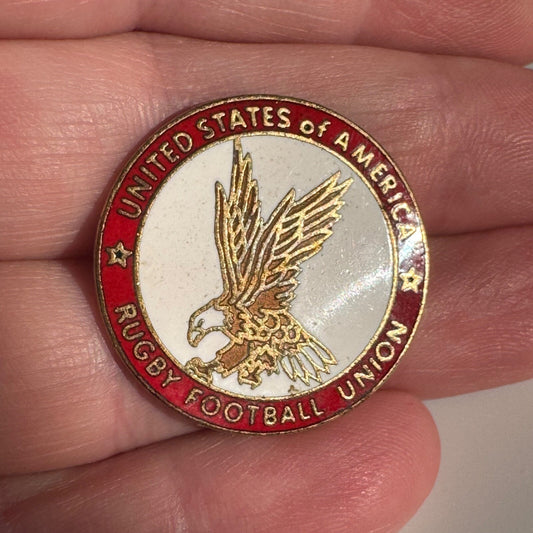 UNITED STATES of AMERICA
RUGBY FOOTBALL UNION